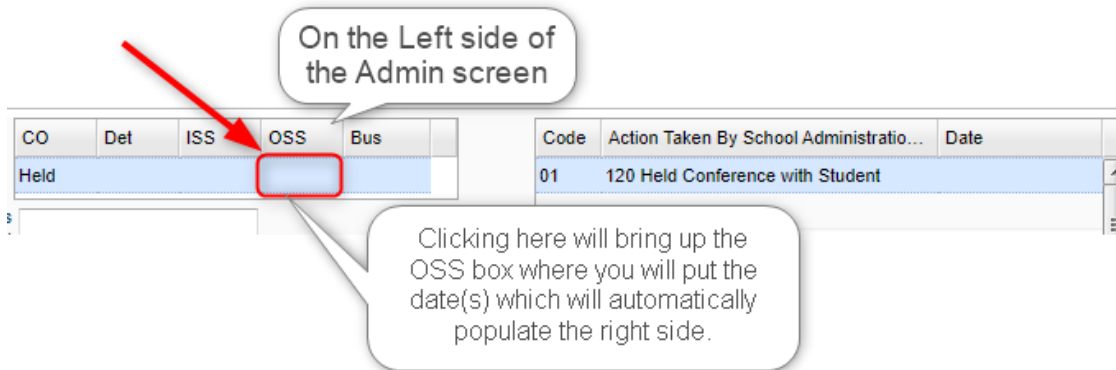 On the Left side of
the Admin screen
CO Det ISS OSS Bus
Held
s
Code Action Taken By School Administratio... Date
01 120 Held Conference with Student
Clicking here will bring up the
OSS box where you will put the
date(s) which will automatically
populate the right side.